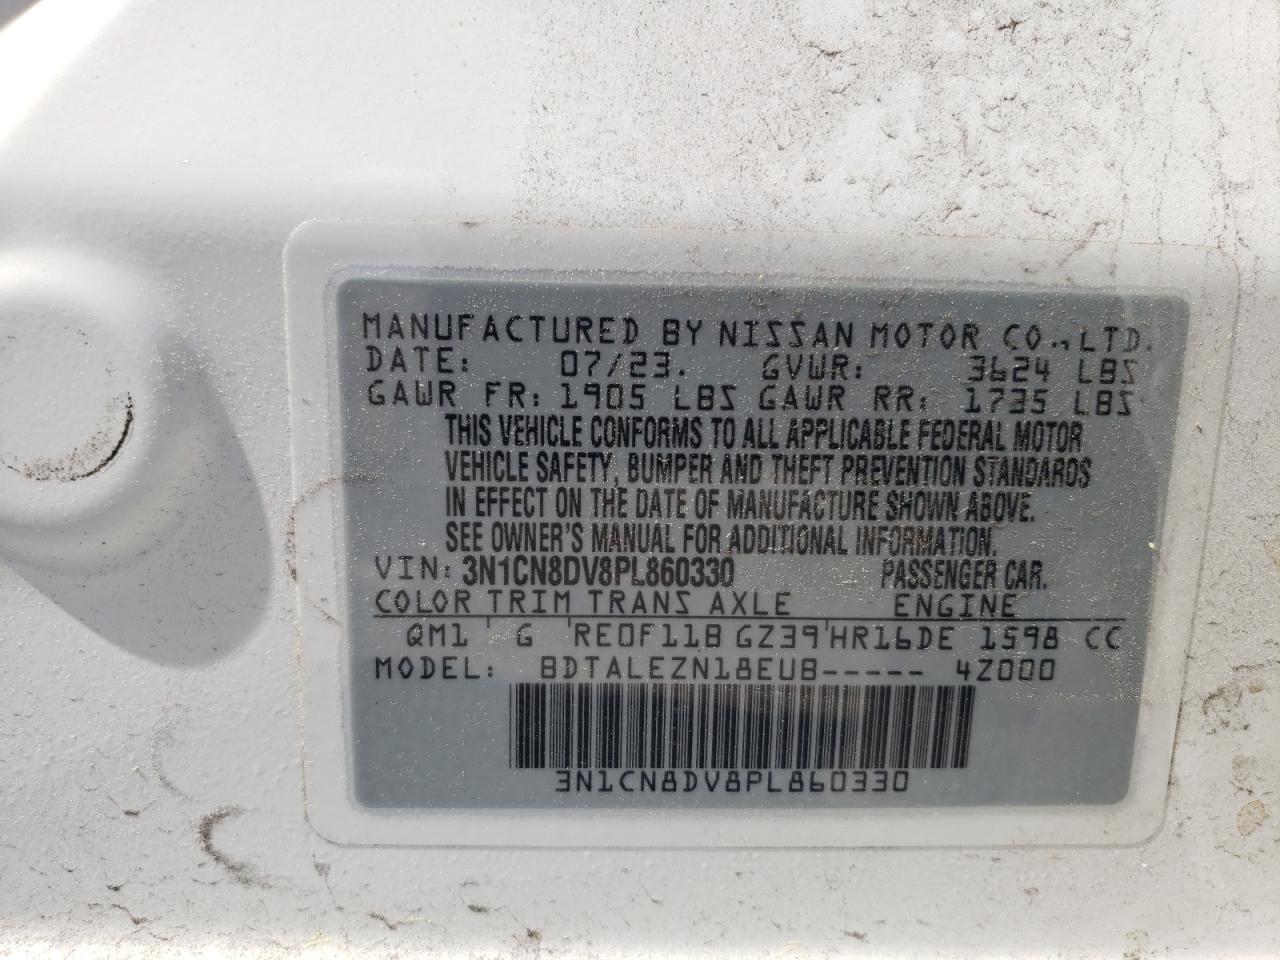 MANUFACTURED BY NISSAN MOTOR CO., LTD.
DATE: 07/23. GVWR: 3624 LBS
GAWR FR: 1905 LBS GAWR RR: 1735 LBS
THIS VEHICLE CONFORMS TO ALL APPLICABLE FEDERAL MOTOR
VEHICLE SAFETY, BUMPER AND THEFT PREVENTION STANDARDS
IN EFFECT ON THE DATE OF MANUFACTURE SHOWN ABOVE.
SEE OWNER'S MANUAL FOR ADDITIONAL INFORMATION.
VIN: 3N1CN8DV8PL860330 PASSENGER CAR.
COLOR TRIM TRANS AXLE ENGINE
QM1 G RE0F11B GZ39 HR16DE 1598 CC
MODEL: BDTALEZN18EUB----- 4Z000
3N1CN8DV8PL860330